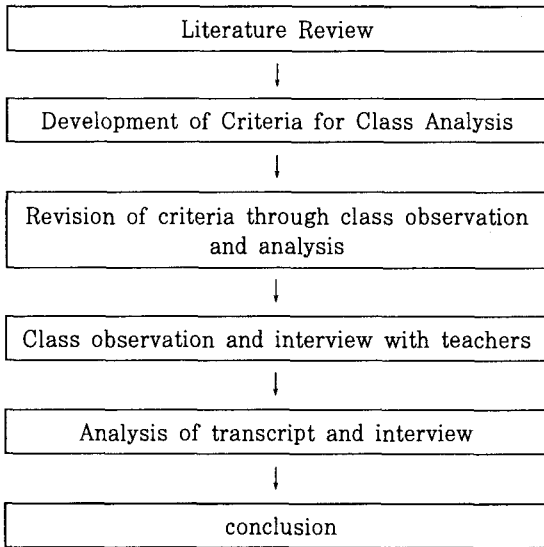 Literature Review
↓
Development of Criteria for Class Analysis
↓
Revision of criteria through class observation
and analysis
↓
Class observation and interview with teachers
↓
Analysis of transcript and interview
↓
conclusion